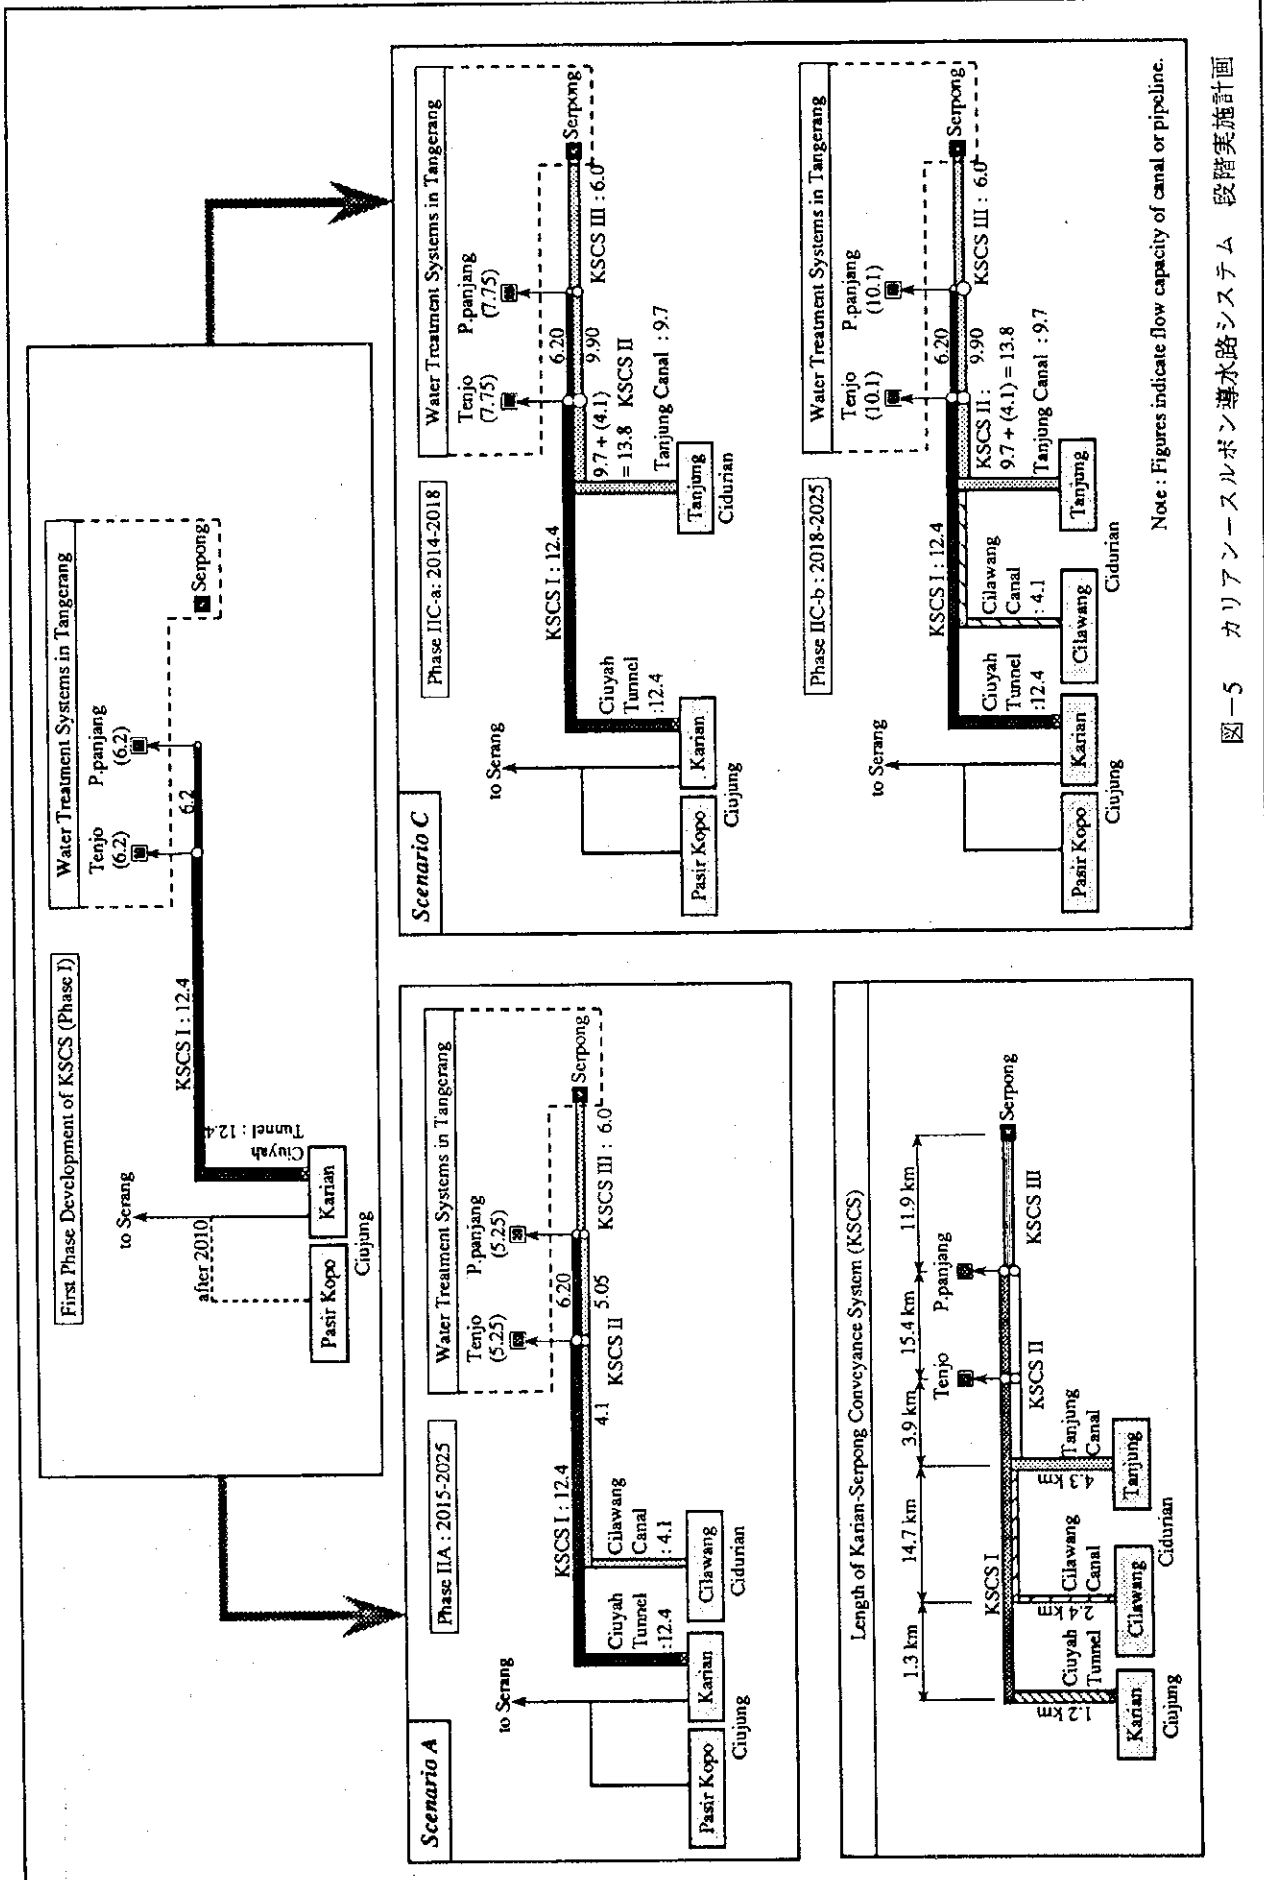 First Phase Development of KSCS (Phase I)
Water Treatment Systems in Tangerang
Tenjo
(6.2)
P.panjang
(6.2)
Serpong
to Serang
after 2010
KSCS I : 12.4
6.2
Ciuyah
Tunnel : 12.4
Pasir Kopo
Karian
Ciujung
Scenario A
Phase IIA : 2015-2025
Water Treatment Systems in Tangerang
Tenjo
(5.25)
P.panjang
(5.25)
Serpong
to Serang
KSCS I : 12.4
4.1
KSCS II
6.20
5.05
KSCS III : 6.0
Ciuyah
Tunnel
:12.4
Cilawang
Canal
: 4.1
Pasir Kopo
Karian
Cilawang
Ciujung
Cidurian
Scenario C
Phase IIC-a: 2014-2018
Water Treatment Systems in Tangerang
Tenjo
(7.75)
P.panjang
(7.75)
Serpong
to Serang
KSCS I : 12.4
6.20
9.90
KSCS III : 6.0
9.7 + (4.1)
= 13.8 KSCS II
Tanjung Canal : 9.7
Ciuyah
Tunnel
:12.4
Pasir Kopo
Karian
Tanjung
Ciujung
Cidurian
Phase IIC-b : 2018-2025
Water Treatment Systems in Tangerang
Tenjo
(10.1)
P.panjang
(10.1)
Serpong
to Serang
KSCS I : 12.4
6.20
9.90
KSCS III : 6.0
KSCS II :
9.7 + (4.1) = 13.8
Tanjung Canal : 9.7
Ciuyah
Tunnel
:12.4
Cilawang
Canal
: 4.1
Pasir Kopo
Karian
Cilawang
Tanjung
Ciujung
Cidurian
Note : Figures indicate flow capacity of canal or pipeline.
Length of Karian-Serpong Conveyance System (KSCS)
1.3 km
14.7 km
3.9 km
15.4 km
11.9 km
Tenjo
P.panjang
Serpong
KSCS I
KSCS II
KSCS III
1.2 km
Ciuyah
Tunnel
2.4 km
Cilawang
Canal
4.3 km
Tanjung
Canal
Karian
Cilawang
Tanjung
Ciujung
Cidurian
図－5 カリアンースルポン導水路システム 段階実施計画